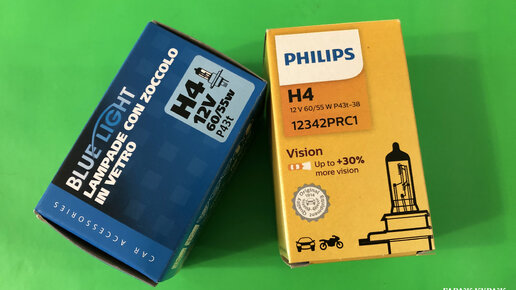 BLUE LIGHT
LAMPADE CON ZOCCOLO
IN VETRO
CAR ACCESSORIES
H4
12V
60/55W
P43t
PHILIPS
H4
12 V 60/55 W P43t-38
12342PRC1
Vision
Up to +30%
more vision